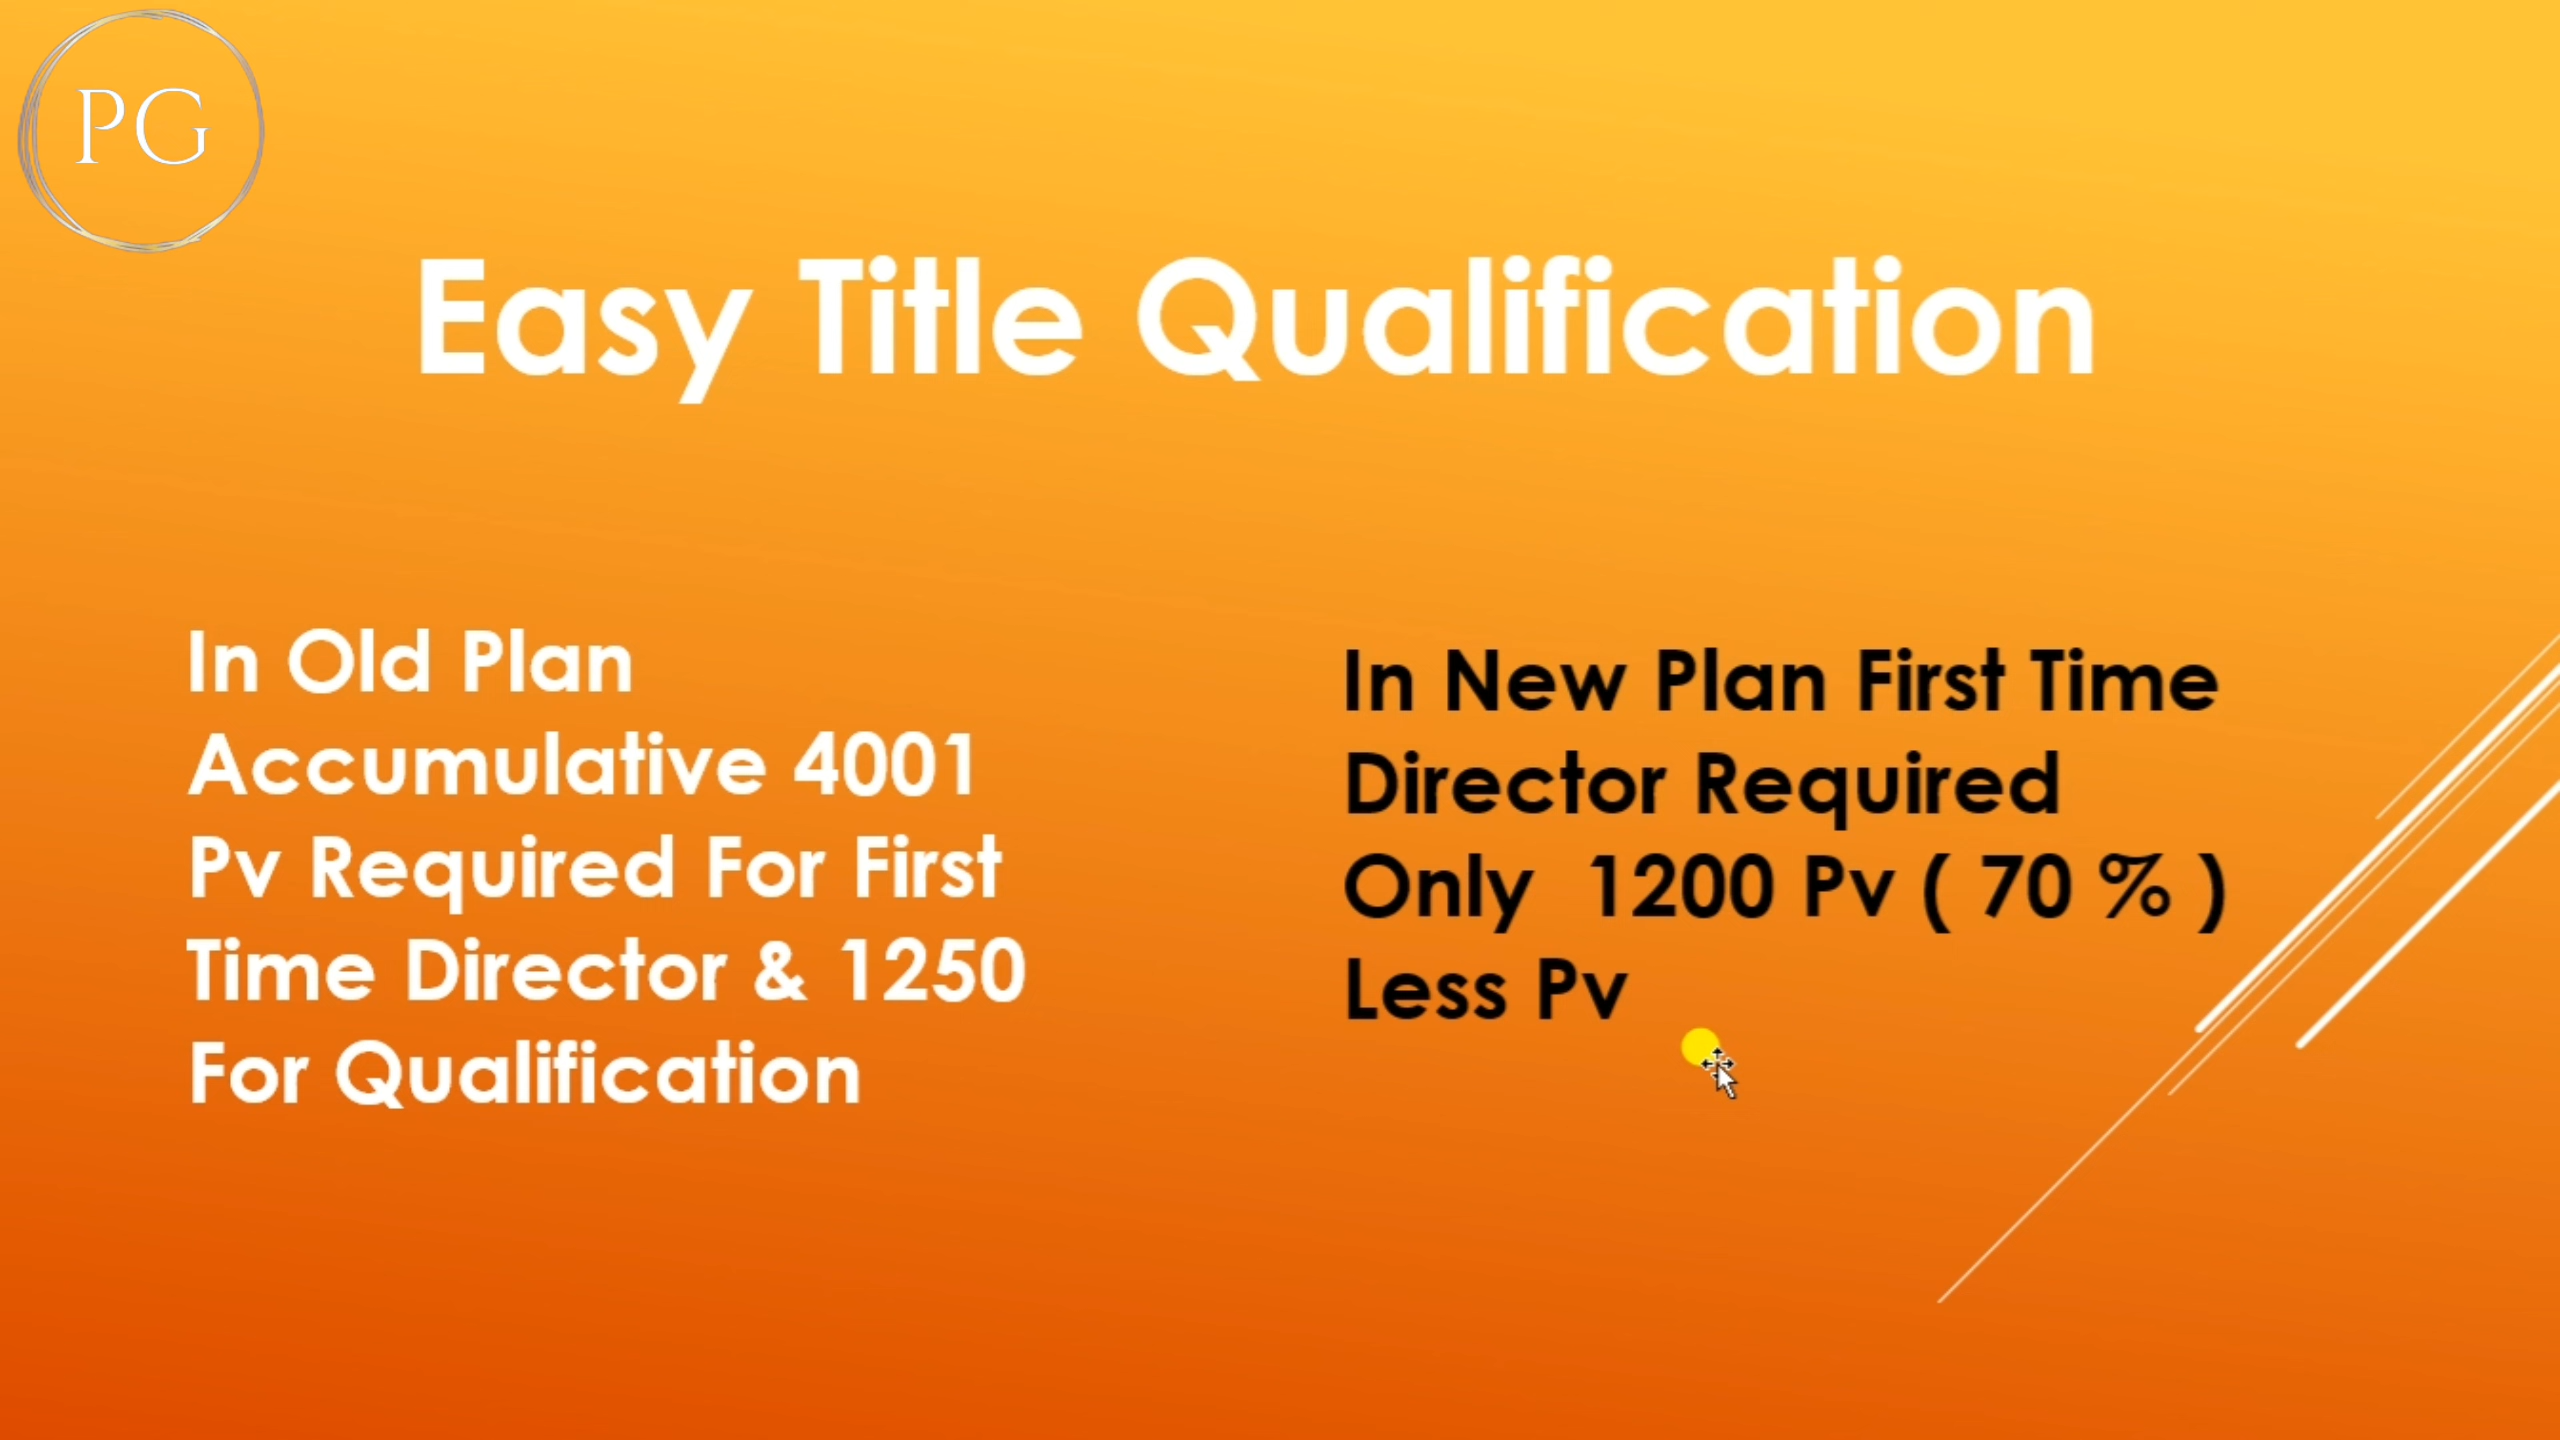 PG
Easy Title Qualification
In Old Plan
Accumulative 4001
Pv Required For First
Time Director & 1250
For Qualification
In New Plan First Time
Director Required
Only 1200 Pv ( 70 % )
Less Pv